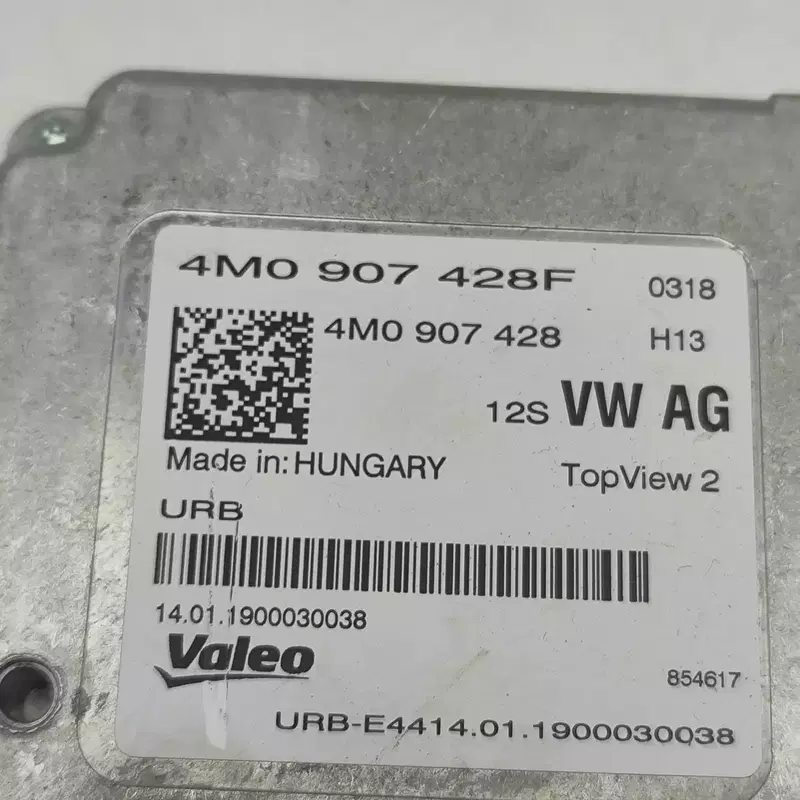 4M0 907 428F 0318
4M0 907 428 H13
12S VW AG
Made in: HUNGARY TopView 2
URB
14.01.1900030038
Valeo 854617
URB-E4414.01.1900030038